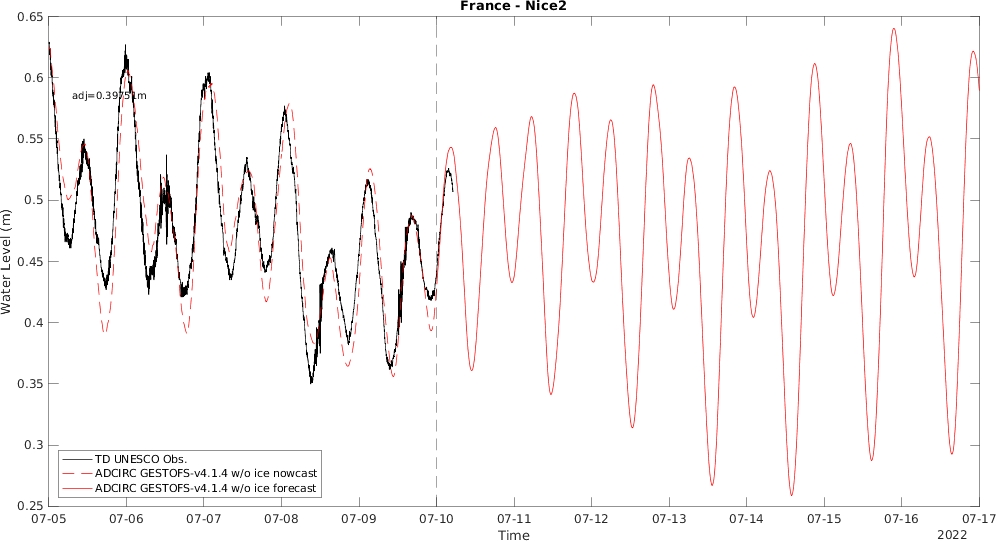 France - Nice2
0.65
0.6
0.55
0.5
0.45
0.4
0.35
0.3
0.25
Water Level (m)
adj=0.39751m
TD UNESCO Obs.
ADCIRC GESTOFS-v4.1.4 w/o ice nowcast
ADCIRC GESTOFS-v4.1.4 w/o ice forecast
07-05 07-06 07-07 07-08 07-09 07-10 07-11 07-12 07-13 07-14 07-15 07-16 07-17
Time
2022